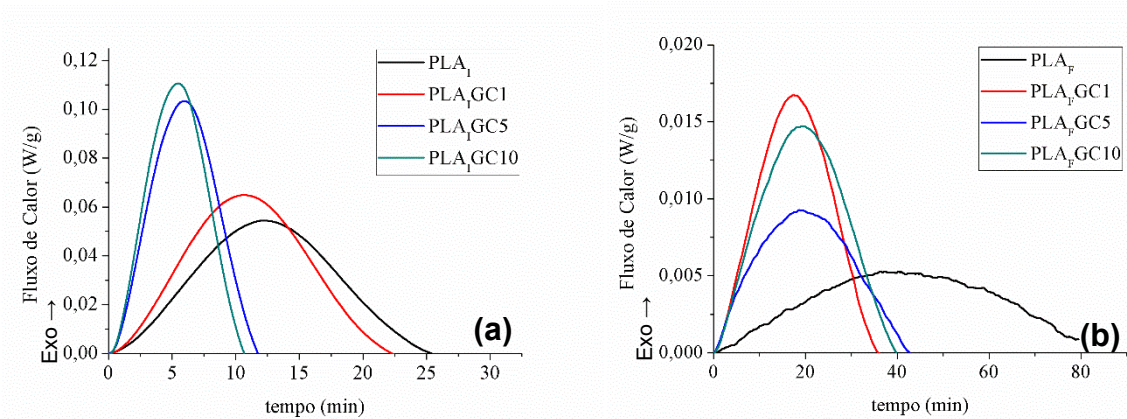 0,12
0,10
0,08
0,06
0,04
0,02
0,00
Fluxo de Calor (W/g)
Exo →
0
5
10
15
20
25
30
tempo (min)
PLA_I
PLA_IGC1
PLA_IGC5
PLA_IGC10
(a)
0,020
0,015
0,010
0,005
0,000
Fluxo de Calor (W/g)
Exo →
0
20
40
60
80
tempo (min)
PLA_F
PLA_FGC1
PLA_FGC5
PLA_FGC10
(b)